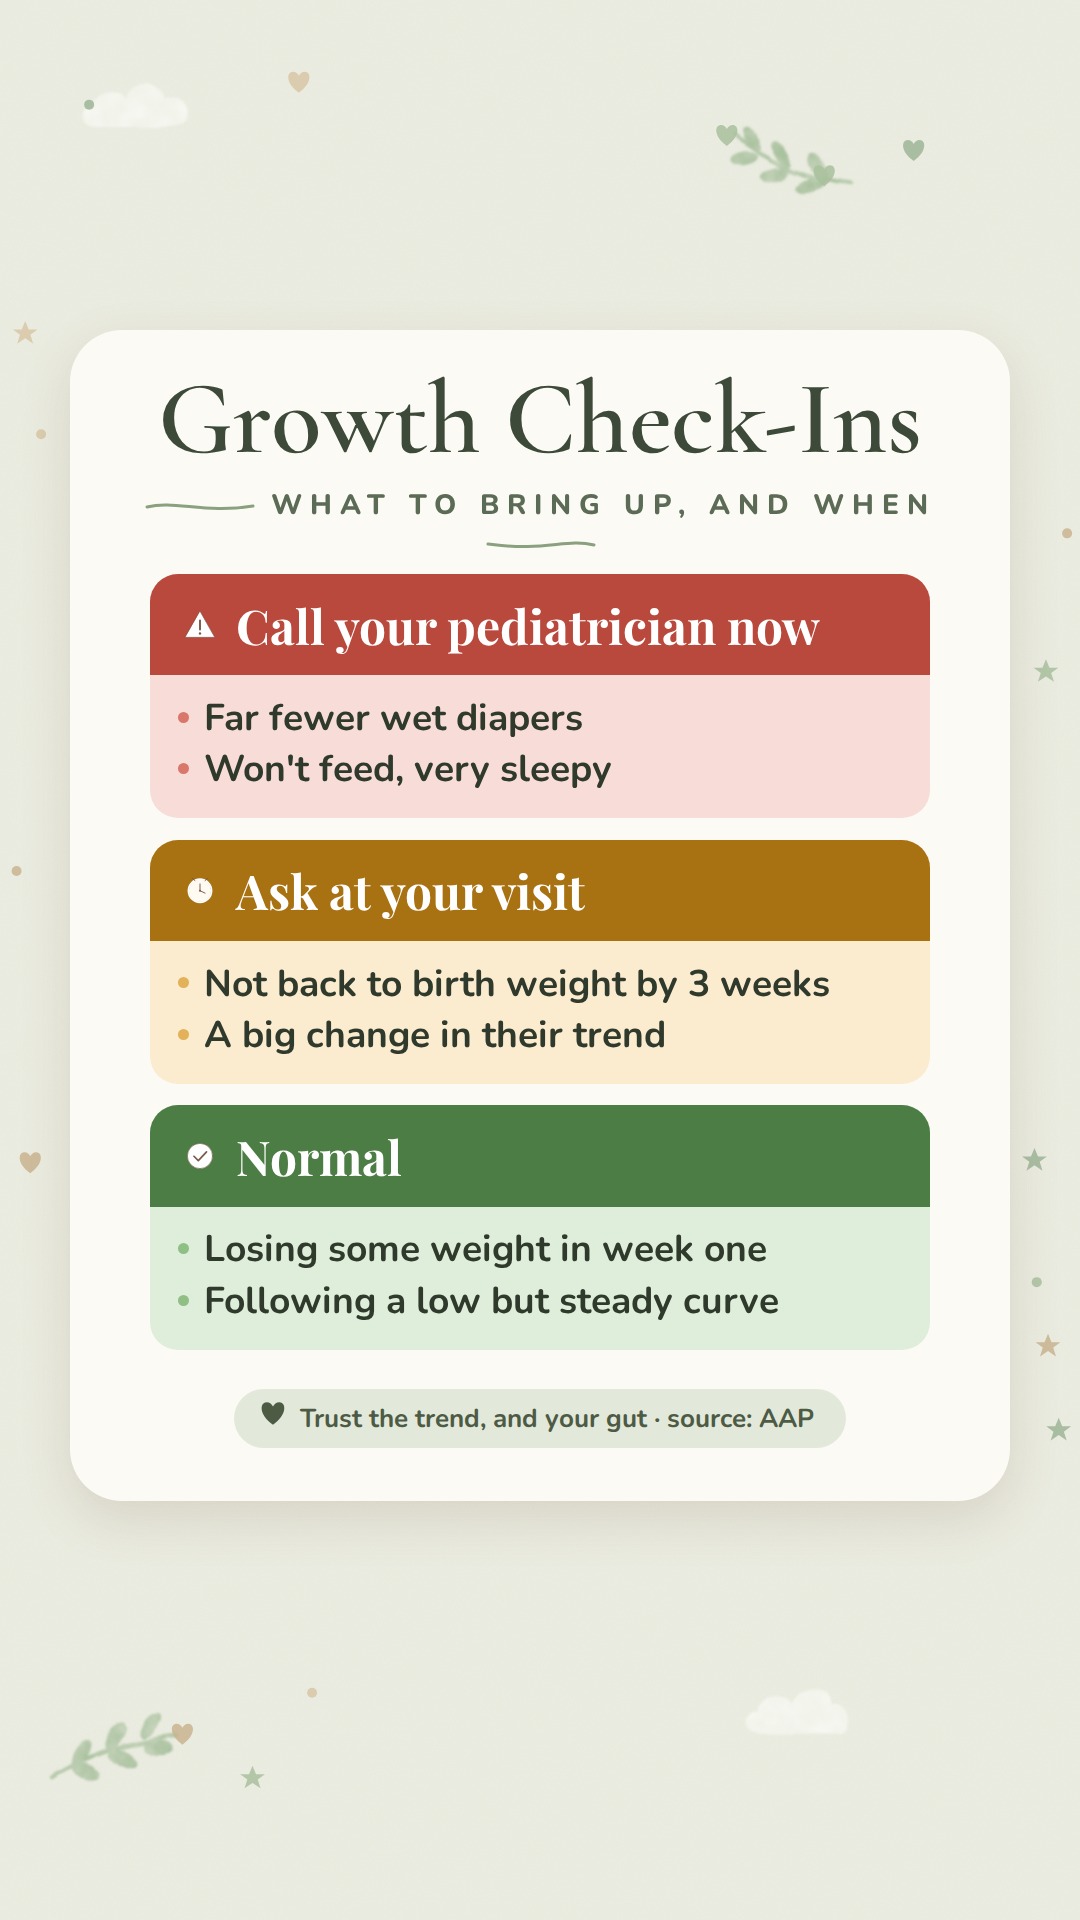 Growth Check-Ins
WHAT TO BRING UP, AND WHEN
Call your pediatrician now
• Far fewer wet diapers
• Won't feed, very sleepy
Ask at your visit
• Not back to birth weight by 3 weeks
• A big change in their trend
Normal
• Losing some weight in week one
• Following a low but steady curve
Trust the trend, and your gut · source: AAP